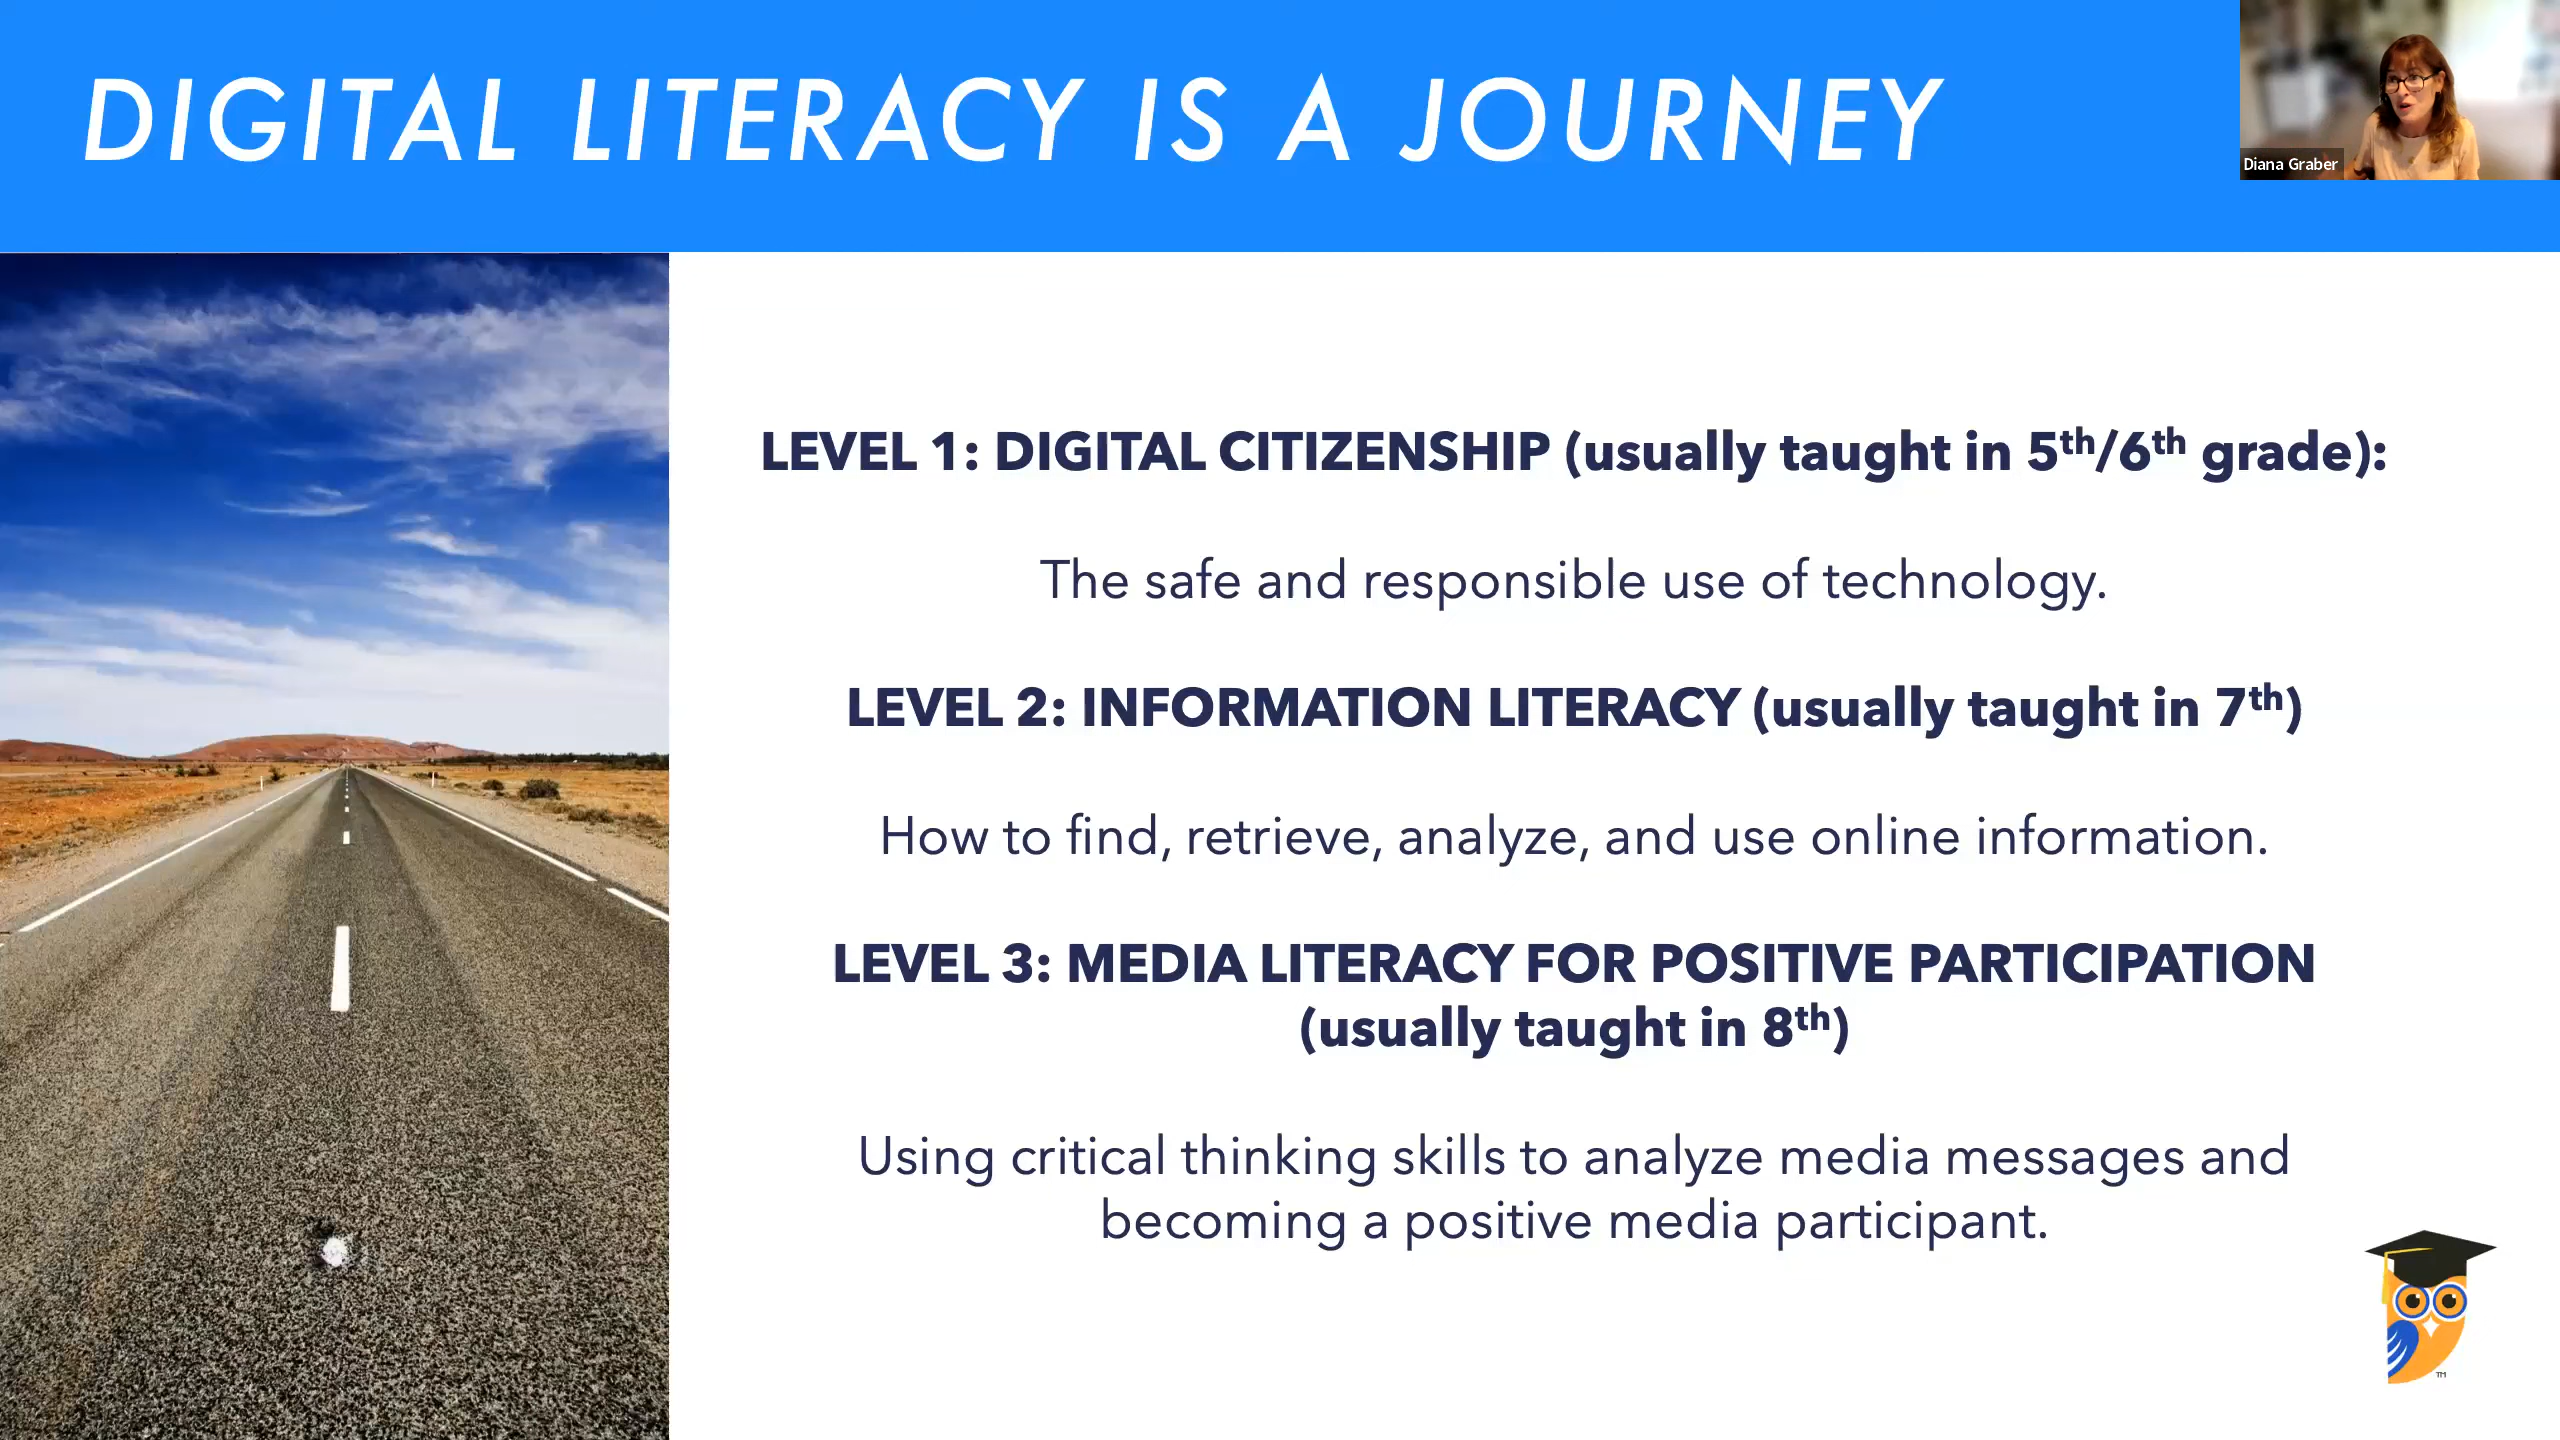 DIGITAL LITERACY IS A JOURNEY
Diana Graber
LEVEL 1: DIGITAL CITIZENSHIP (usually taught in 5th/6th grade):
The safe and responsible use of technology.
LEVEL 2: INFORMATION LITERACY (usually taught in 7th)
How to find, retrieve, analyze, and use online information.
LEVEL 3: MEDIA LITERACY FOR POSITIVE PARTICIPATION
(usually taught in 8th)
Using critical thinking skills to analyze media messages and
becoming a positive media participant.
TM